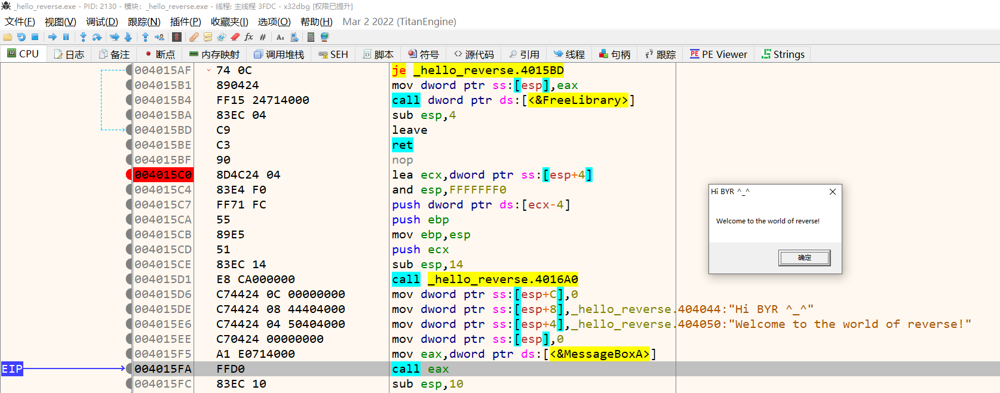 _hello_reverse.exe - PID: 2130 - 模块: _hello_reverse.exe - 线程: 主线程 3FDC - x32dbg [权限已提升]
文件(F) 视图(V) 调试(D) 跟踪(N) 插件(P) 收藏夹(I) 选项(O) 帮助(H) Mar 2 2022 (TitanEngine)
CPU 日志 备注 断点 内存映射 调用堆栈 SEH 脚本 符号 源代码 引用 线程 句柄 跟踪 PE Viewer Strings
004015AF 74 0C je _hello_reverse.4015BD
004015B1 890424 mov dword ptr ss:[esp],eax
004015B4 FF15 24714000 call dword ptr ds:[<&FreeLibrary>]
004015BA 83EC 04 sub esp,4
004015BD C9 leave
004015BE C3 ret
004015BF 90 nop
004015C0 8D4C24 04 lea ecx,dword ptr ss:[esp+4]
004015C4 83E4 F0 and esp,FFFFFFF0
004015C7 FF71 FC push dword ptr ds:[ecx-4]
004015CA 55 push ebp
004015CB 89E5 mov ebp,esp
004015CD 51 push ecx
004015CE 83EC 14 sub esp,14
004015D1 E8 CA000000 call _hello_reverse.4016A0
004015D6 C74424 0C 00000000 mov dword ptr ss:[esp+C],0
004015DE C74424 08 44404000 mov dword ptr ss:[esp+8],_hello_reverse.404044:"Hi BYR ^_^"
004015E6 C74424 04 50404000 mov dword ptr ss:[esp+4],_hello_reverse.404050:"Welcome to the world of reverse!"
004015EE C70424 00000000 mov dword ptr ss:[esp],0
004015F5 A1 E0714000 mov eax,dword ptr ds:[<&MessageBoxA>]
EIP 004015FA FFD0 call eax
004015FC 83EC 10 sub esp,10
Hi BYR ^_^
Welcome to the world of reverse!
确定